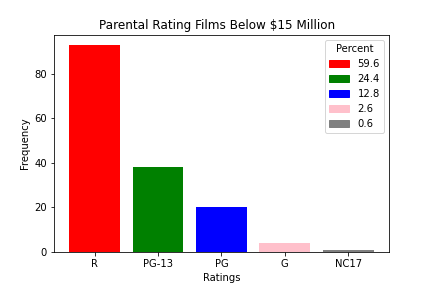 Parental Rating Films Below $15 Million
Percent
59.6
24.4
12.8
2.6
0.6
80
60
40
20
0
Frequency
R PG-13 PG G NC17
Ratings